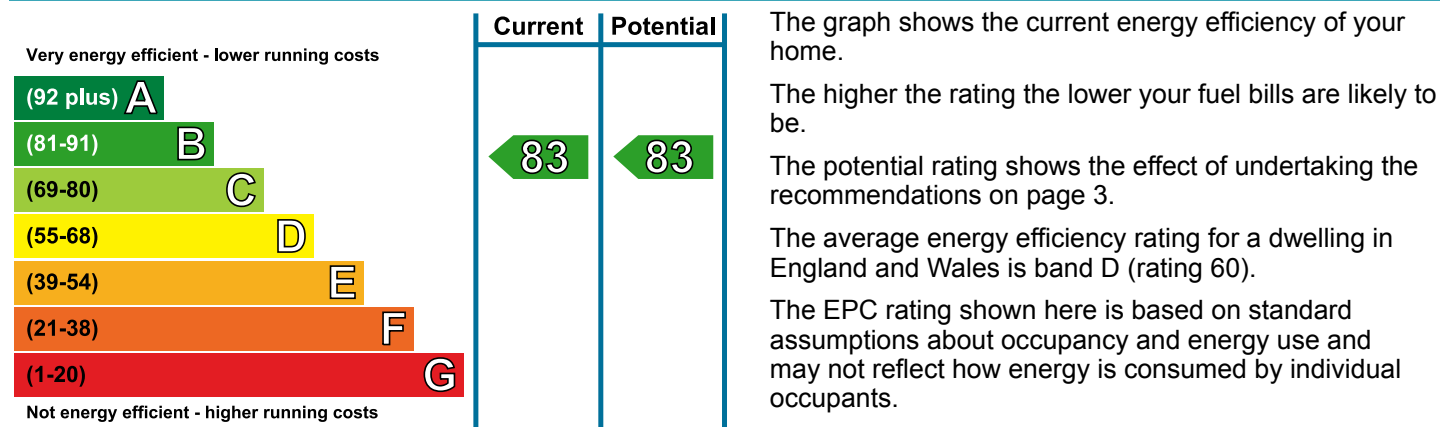 Current Potential
Very energy efficient - lower running costs
(92 plus) A
(81-91) B
83 83
(69-80) C
(55-68) D
(39-54) E
(21-38) F
(1-20) G
Not energy efficient - higher running costs
The graph shows the current energy efficiency of your
home.
The higher the rating the lower your fuel bills are likely to
be.
The potential rating shows the effect of undertaking the
recommendations on page 3.
The average energy efficiency rating for a dwelling in
England and Wales is band D (rating 60).
The EPC rating shown here is based on standard
assumptions about occupancy and energy use and
may not reflect how energy is consumed by individual
occupants.